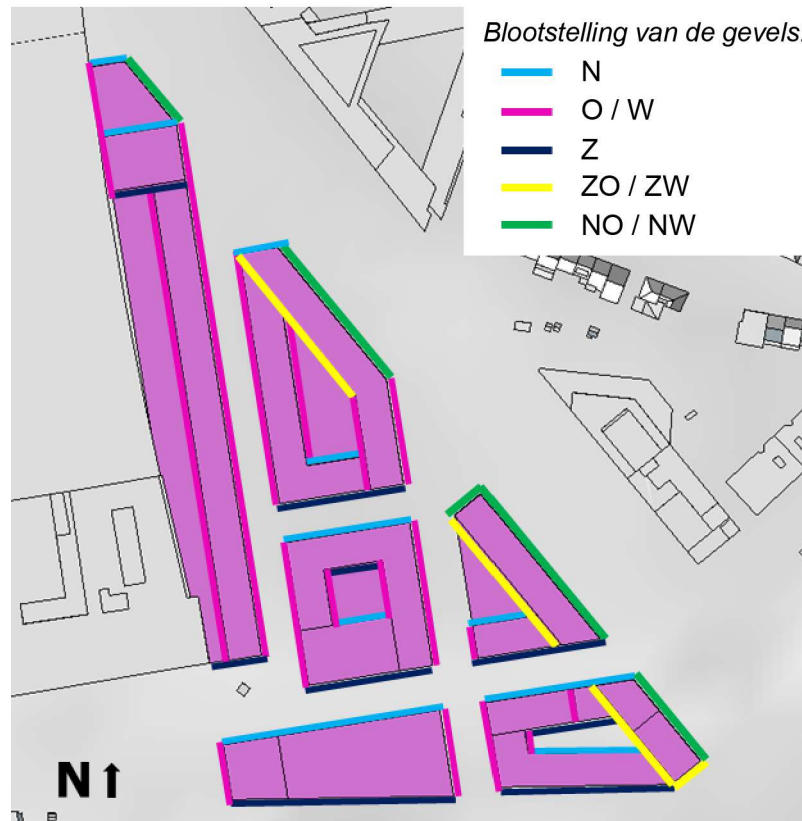 Blootstelling van de gevels:
N
O / W
Z
ZO / ZW
NO / NW
N